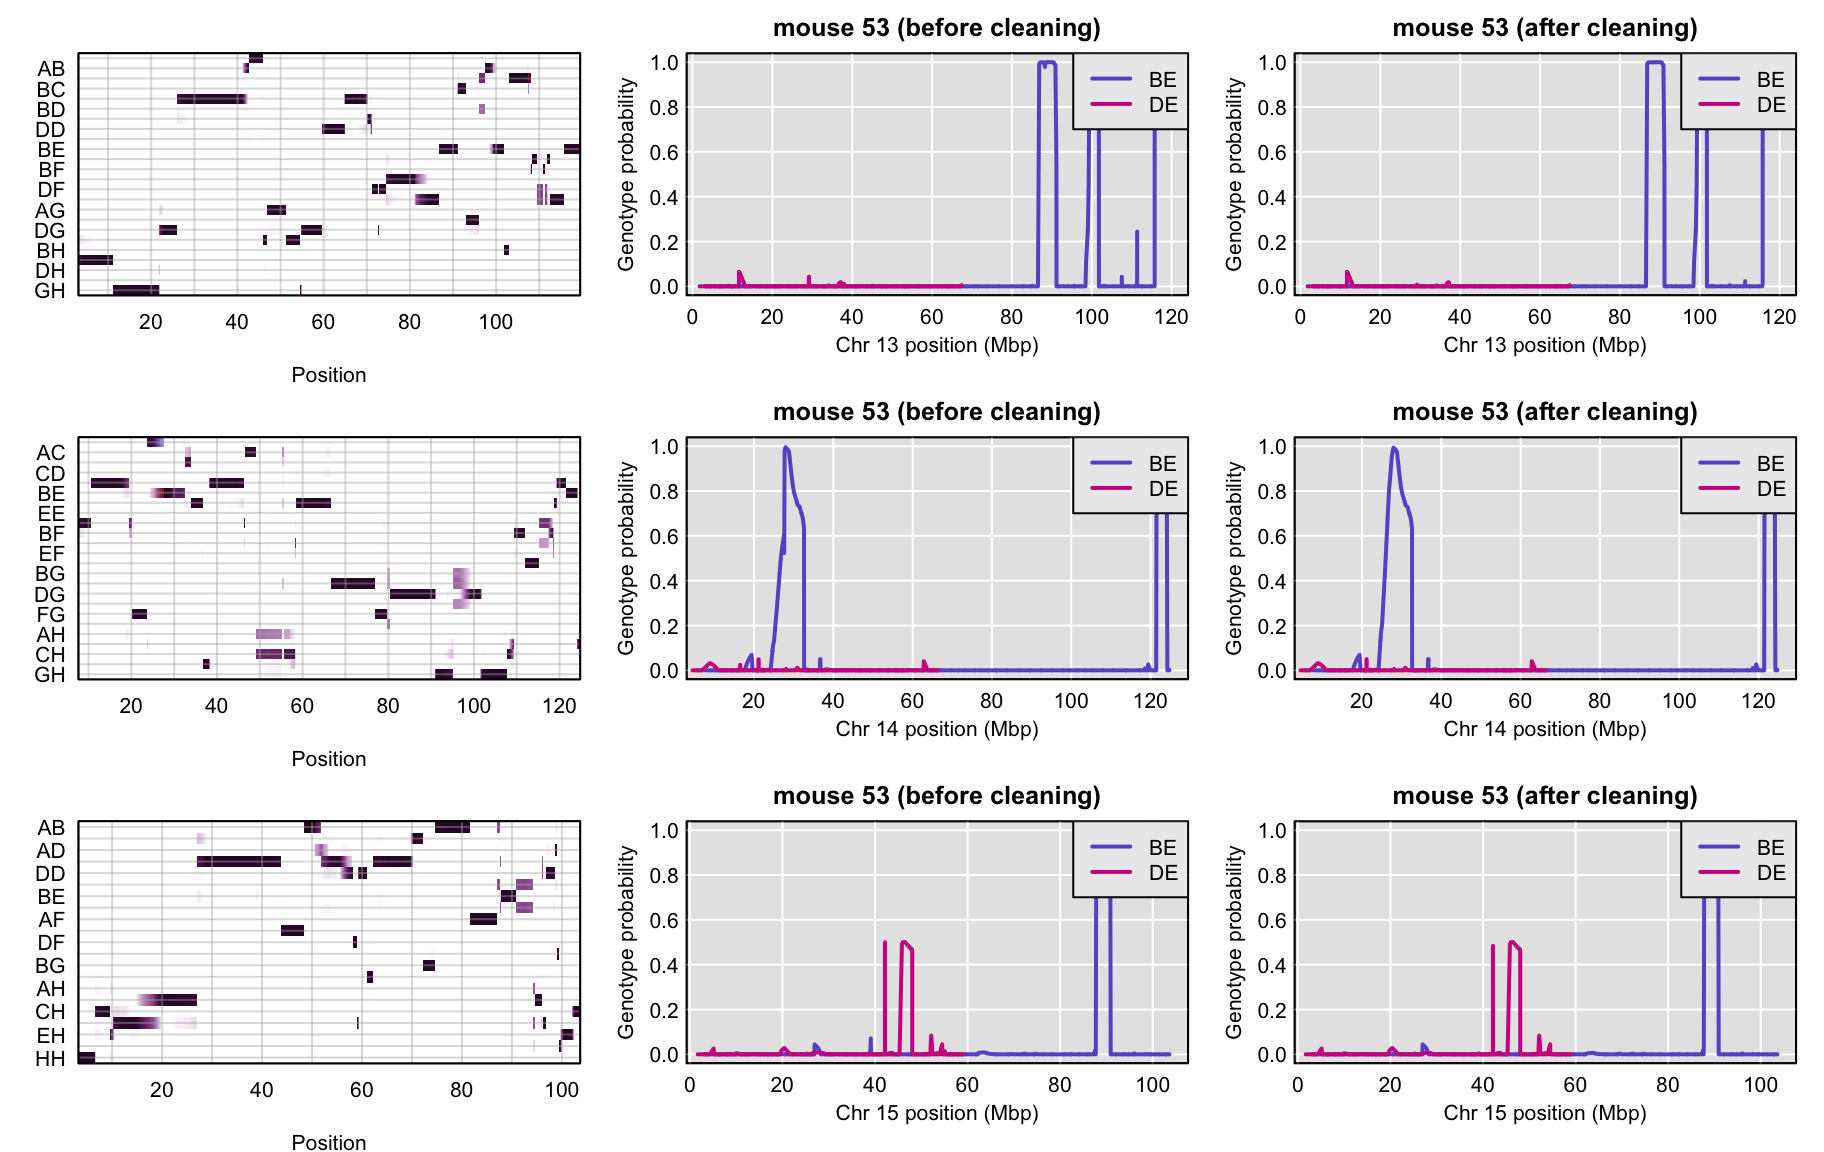 AB
BC
BD
DD
BE
BF
DF
AG
DG
BH
DH
GH
20 40 60 80 100
Position
mouse 53 (before cleaning)
Genotype probability
1.0
0.8
0.6
0.4
0.2
0.0
BE
DE
0 20 40 60 80 100 120
Chr 13 position (Mbp)
mouse 53 (after cleaning)
Genotype probability
1.0
0.8
0.6
0.4
0.2
0.0
BE
DE
0 20 40 60 80 100 120
Chr 13 position (Mbp)
AC
CD
BE
EE
BF
EF
BG
DG
FG
AH
CH
GH
20 40 60 80 100 120
Position
mouse 53 (before cleaning)
Genotype probability
1.0
0.8
0.6
0.4
0.2
0.0
BE
DE
20 40 60 80 100 120
Chr 14 position (Mbp)
mouse 53 (after cleaning)
Genotype probability
1.0
0.8
0.6
0.4
0.2
0.0
BE
DE
20 40 60 80 100 120
Chr 14 position (Mbp)
AB
AD
DD
BE
AF
DF
BG
AH
CH
EH
HH
20 40 60 80 100
Position
mouse 53 (before cleaning)
Genotype probability
1.0
0.8
0.6
0.4
0.2
0.0
BE
DE
0 20 40 60 80 100
Chr 15 position (Mbp)
mouse 53 (after cleaning)
Genotype probability
1.0
0.8
0.6
0.4
0.2
0.0
BE
DE
0 20 40 60 80 100
Chr 15 position (Mbp)